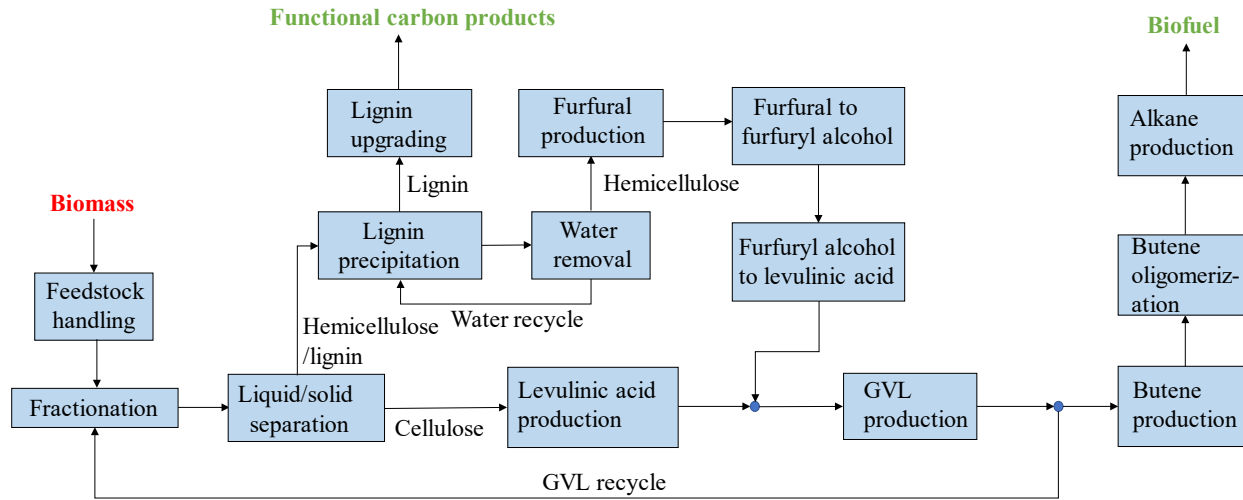 Functional carbon products
Biofuel
Lignin
upgrading
Furfural
production
Furfural to
furfuryl alcohol
Alkane
production
Lignin
Hemicellulose
Biomass
Lignin
precipitation
Water
removal
Furfuryl alcohol
to levulinic acid
Butene
oligomeriz-
ation
Feedstock
handling
Water recycle
Hemicellulose
/lignin
Fractionation
Liquid/solid
separation
Cellulose
Levulinic acid
production
GVL
production
Butene
production
GVL recycle